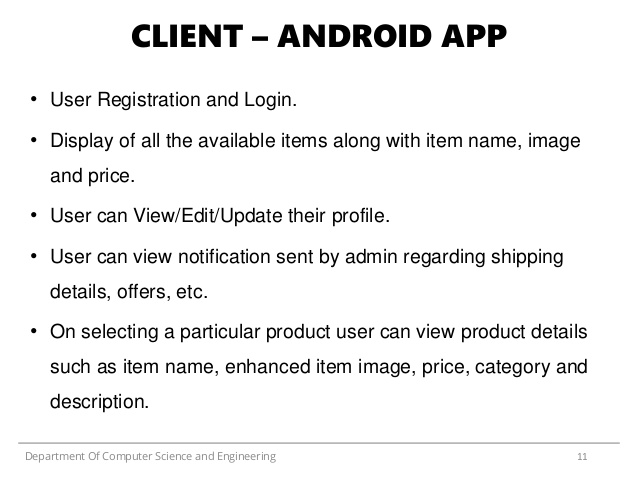 CLIENT – ANDROID APP
• User Registration and Login.
• Display of all the available items along with item name, image
and price.
• User can View/Edit/Update their profile.
• User can view notification sent by admin regarding shipping
details, offers, etc.
• On selecting a particular product user can view product details
such as item name, enhanced item image, price, category and
description.
Department Of Computer Science and Engineering 11